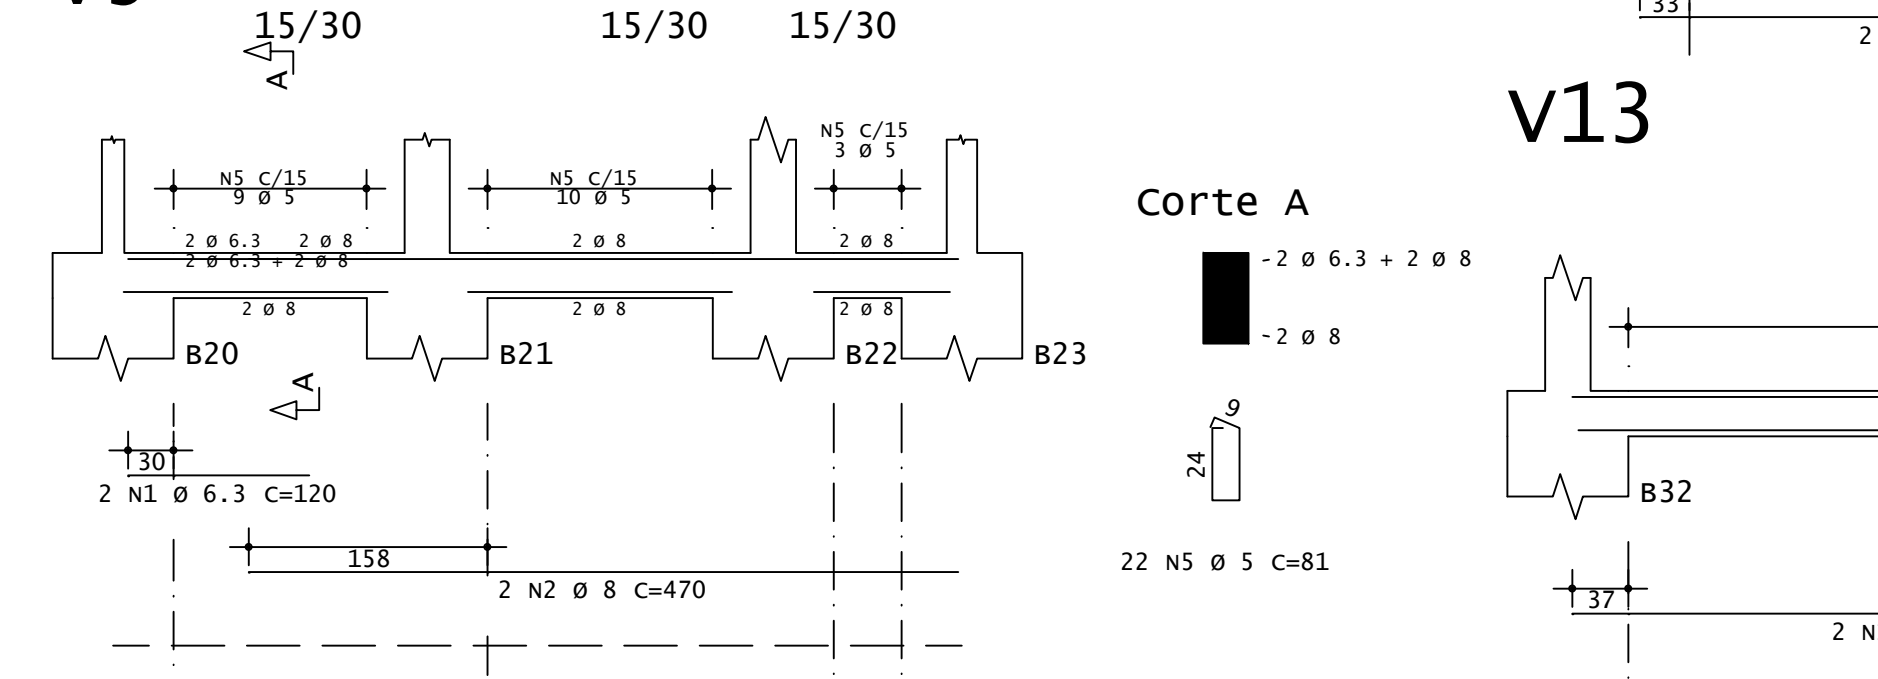 15/30 15/30 15/30
A
N5 C/15
3 Ø 5
N5 C/15
9 Ø 5
N5 C/15
10 Ø 5
2 Ø 6.3 2 Ø 8 2 Ø 8 2 Ø 8
2 Ø 6.3 + 2 Ø 8
2 Ø 8 2 Ø 8 2 Ø 8
B20 B21 B22 B23
A
30
2 N1 Ø 6.3 C=120
158
2 N2 Ø 8 C=470
Corte A
-2 Ø 6.3 + 2 Ø 8
-2 Ø 8
9
24
22 N5 Ø 5 C=81
33
2
V13
B32
37
2 N